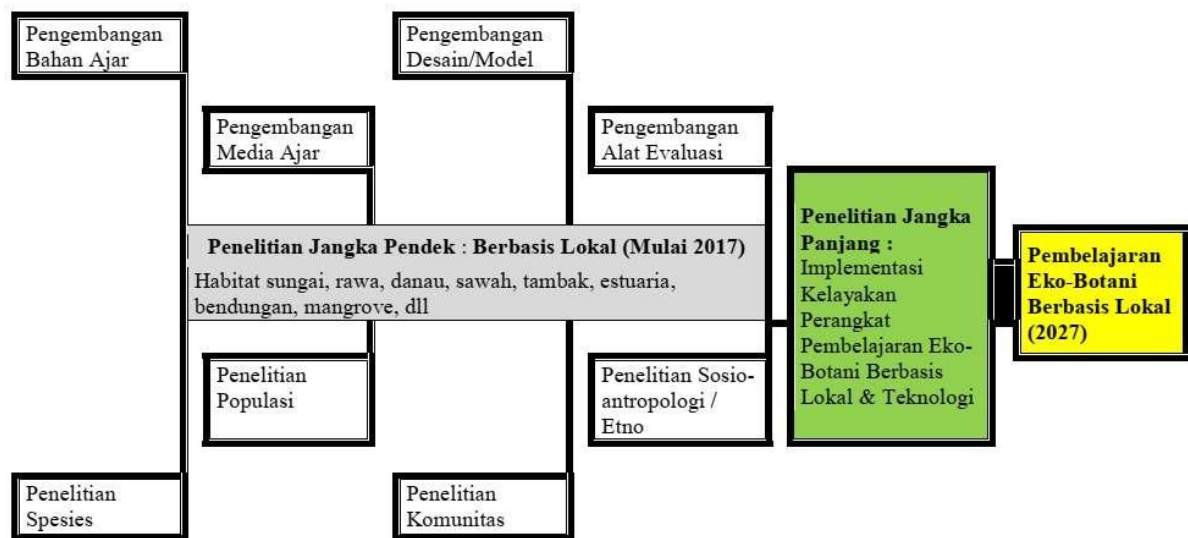 Pengembangan
Bahan Ajar
Pengembangan
Desain/Model
Pengembangan
Media Ajar
Pengembangan
Alat Evaluasi
Penelitian Jangka Pendek : Berbasis Lokal (Mulai 2017)
Habitat sungai, rawa, danau, sawah, tambak, estuaria,
bendungan, mangrove, dll
Penelitian Jangka
Panjang :
Implementasi
Kelayakan
Perangkat
Pembelajaran Eko-
Botani Berbasis
Lokal & Teknologi
Pembelajaran
Eko-Botani
Berbasis Lokal
(2027)
Penelitian
Populasi
Penelitian Sosio-
antropologi /
Etno
Penelitian
Spesies
Penelitian
Komunitas